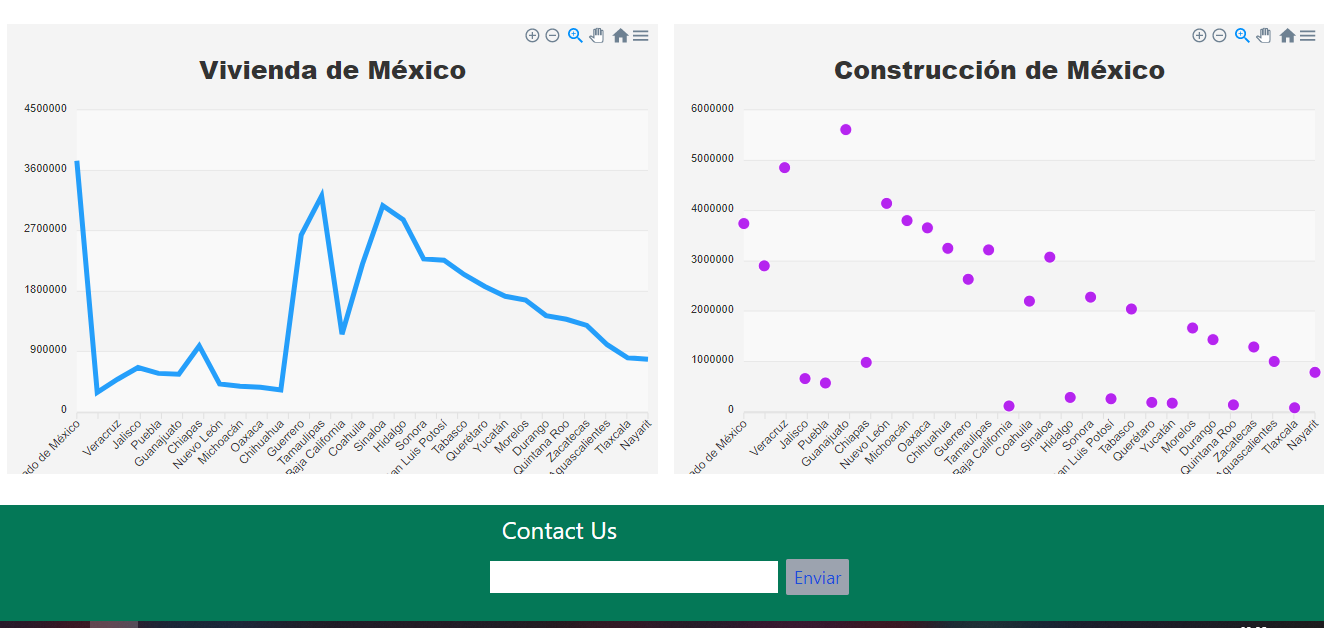 Vivienda de México
4500000
3600000
2700000
1800000
900000
0
do de México
Veracruz
Jalisco
Puebla
Guanajuato
Chiapas
Nuevo León
Michoacán
Oaxaca
Chihuahua
Guerrero
Tamaulipas
Baja California
Coahuila
Sinaloa
Hidalgo
Sonora
an Luis Potosí
Tabasco
Querétaro
Yucatán
Morelos
Durango
Quintana Roo
Zacatecas
Aguascalientes
Tlaxcala
Nayarit
Construcción de México
6000000
5000000
4000000
3000000
2000000
1000000
0
do de México
Veracruz
Jalisco
Puebla
Guanajuato
Chiapas
Nuevo León
Michoacán
Oaxaca
Chihuahua
Guerrero
Tamaulipas
Baja California
Coahuila
Sinaloa
Hidalgo
Sonora
an Luis Potosí
Tabasco
Querétaro
Yucatán
Morelos
Durango
Quintana Roo
Zacatecas
Aguascalientes
Tlaxcala
Nayarit
Contact Us
Enviar